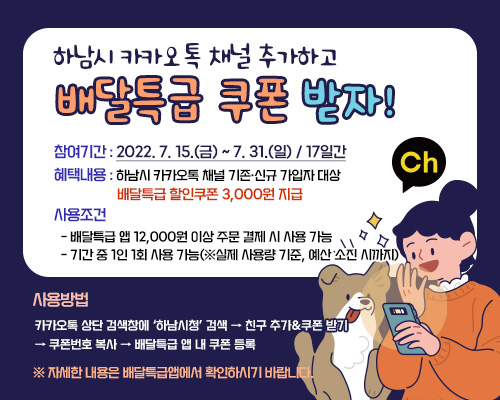 하남시 카카오톡 채널 추가하고
배달특급 쿠폰 받자!
참여기간 : 2022. 7. 15.(금) ~ 7. 31.(일) / 17일간
Ch
혜택내용 : 하남시 카카오톡 채널 기존·신규 가입자 대상
배달특급 할인쿠폰 3,000원 지급
사용조건
- 배달특급 앱 12,000원 이상 주문 결제 시 사용 가능
- 기간 중 1인 1회 사용 가능(※실제 사용량 기준, 예산 소진 시까지)
사용방법
카카오톡 상단 검색창에 '하남시청' 검색 → 친구 추가&쿠폰 받기
→ 쿠폰번호 복사 → 배달특급 앱 내 쿠폰 등록
※ 자세한 내용은 배달특급앱에서 확인하시기 바랍니다.